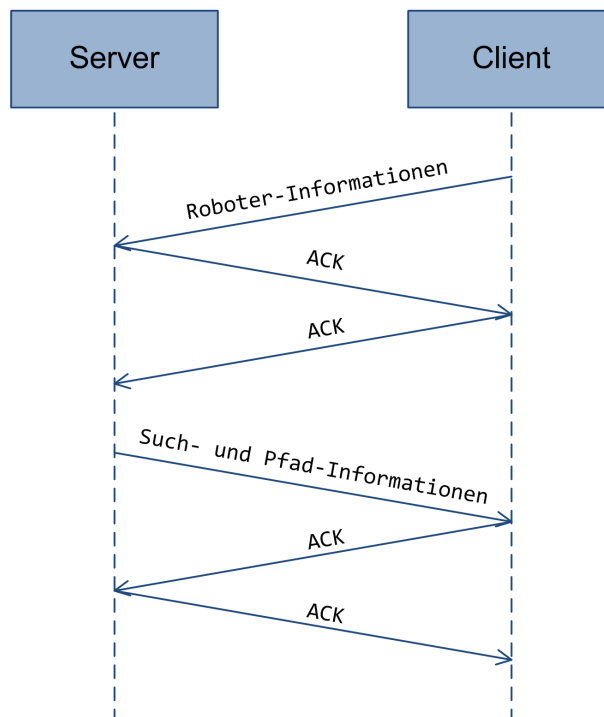 Server
Client
Roboter-Informationen
ACK
ACK
Such- und Pfad-Informationen
ACK
ACK